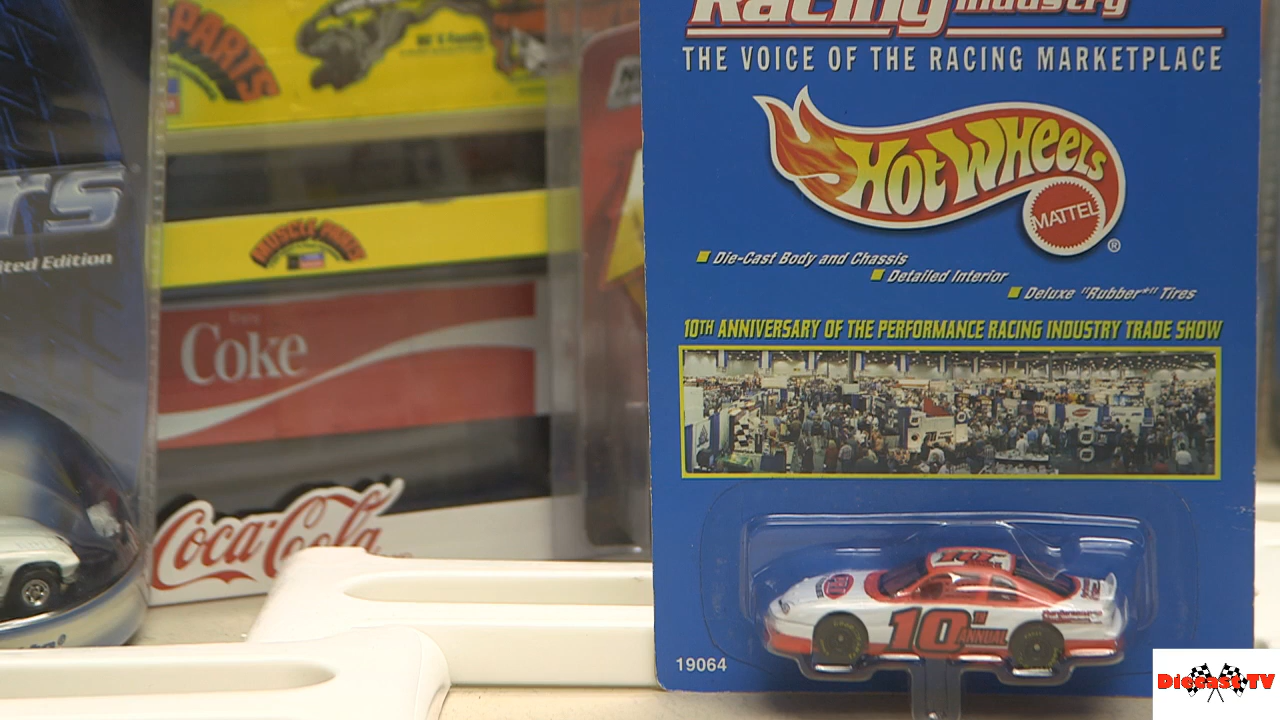 Racing Industry
THE VOICE OF THE RACING MARKETPLACE
HOT WHEELS
MATTEL
®
Die-Cast Body and Chassis
Detailed Interior
Deluxe "Rubber*" Tires
10TH ANNIVERSARY OF THE PERFORMANCE RACING INDUSTRY TRADE SHOW
10TH
ANNUAL
19064
PARTS
MUSCLE PARTS
Enjoy
Coke
Coca-Cola
rs
ited Edition
Diecast TV